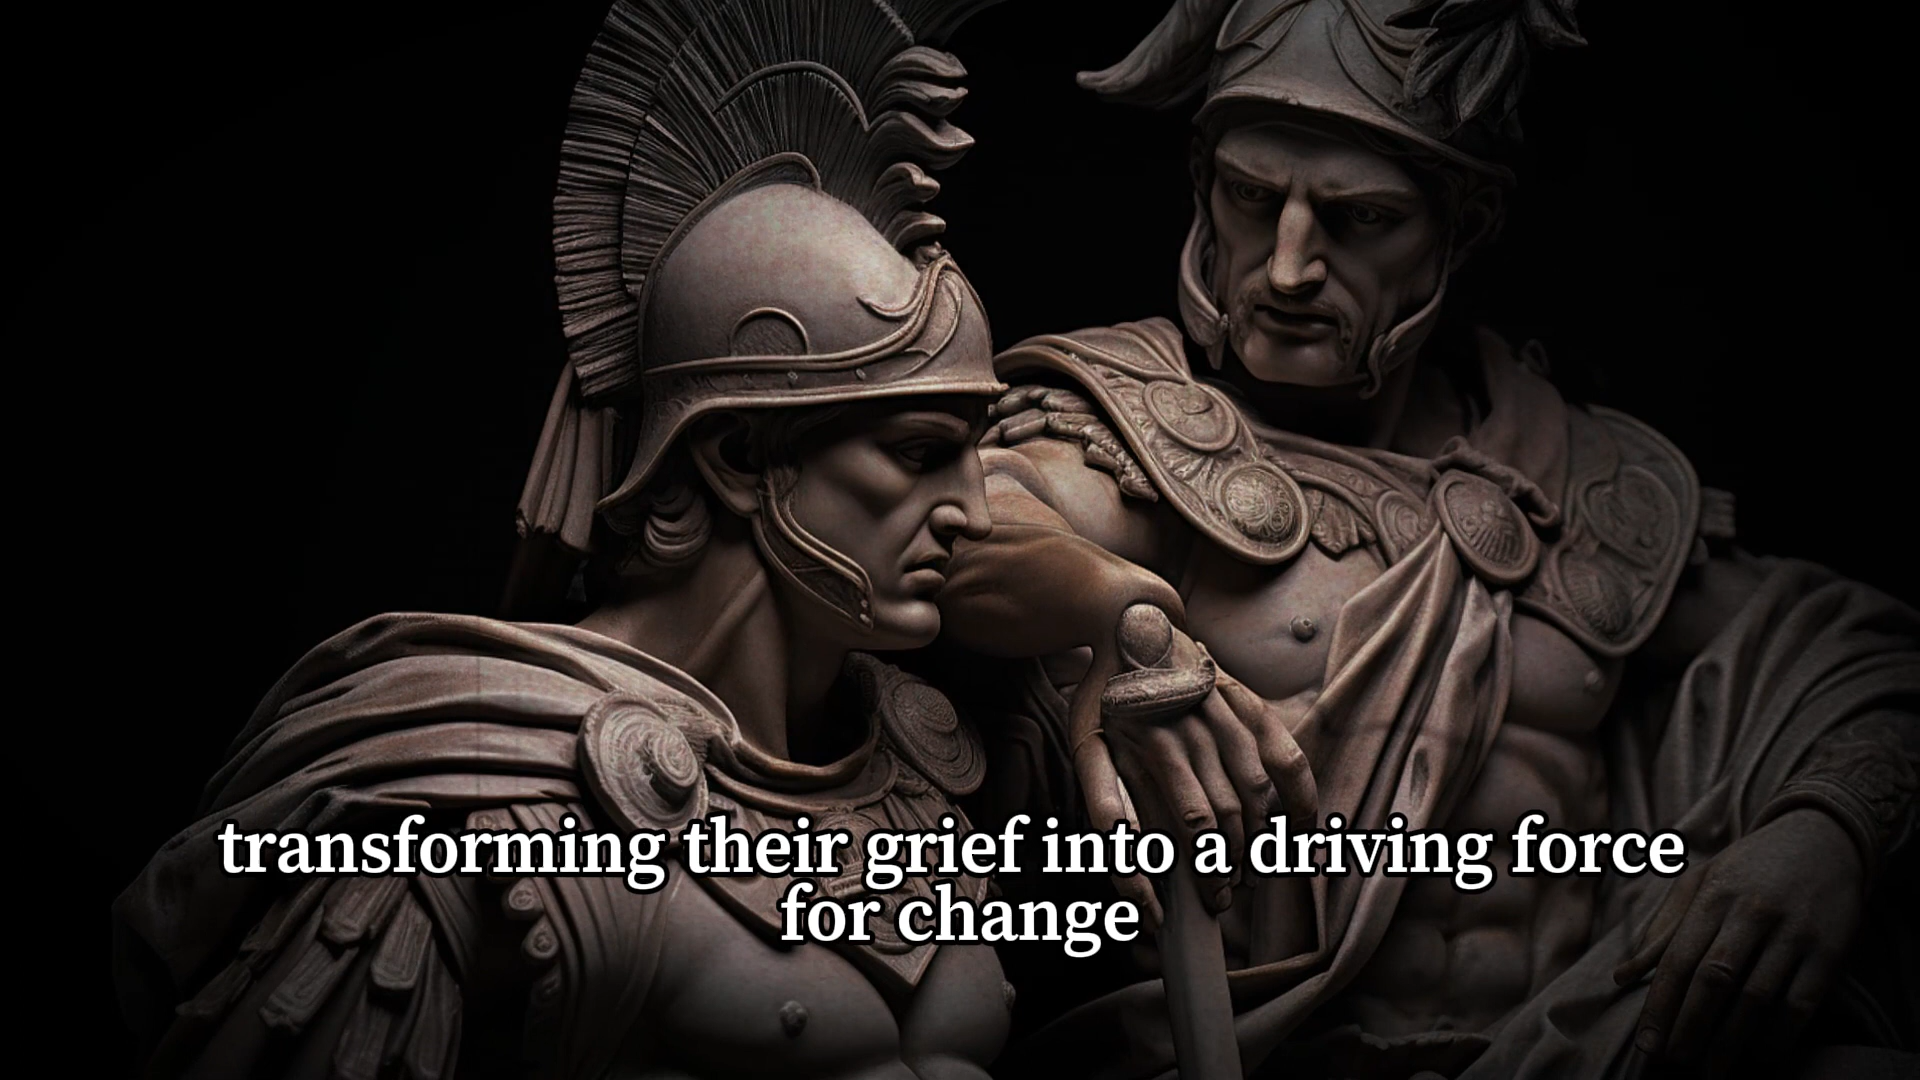 transforming their grief into a driving force
for change